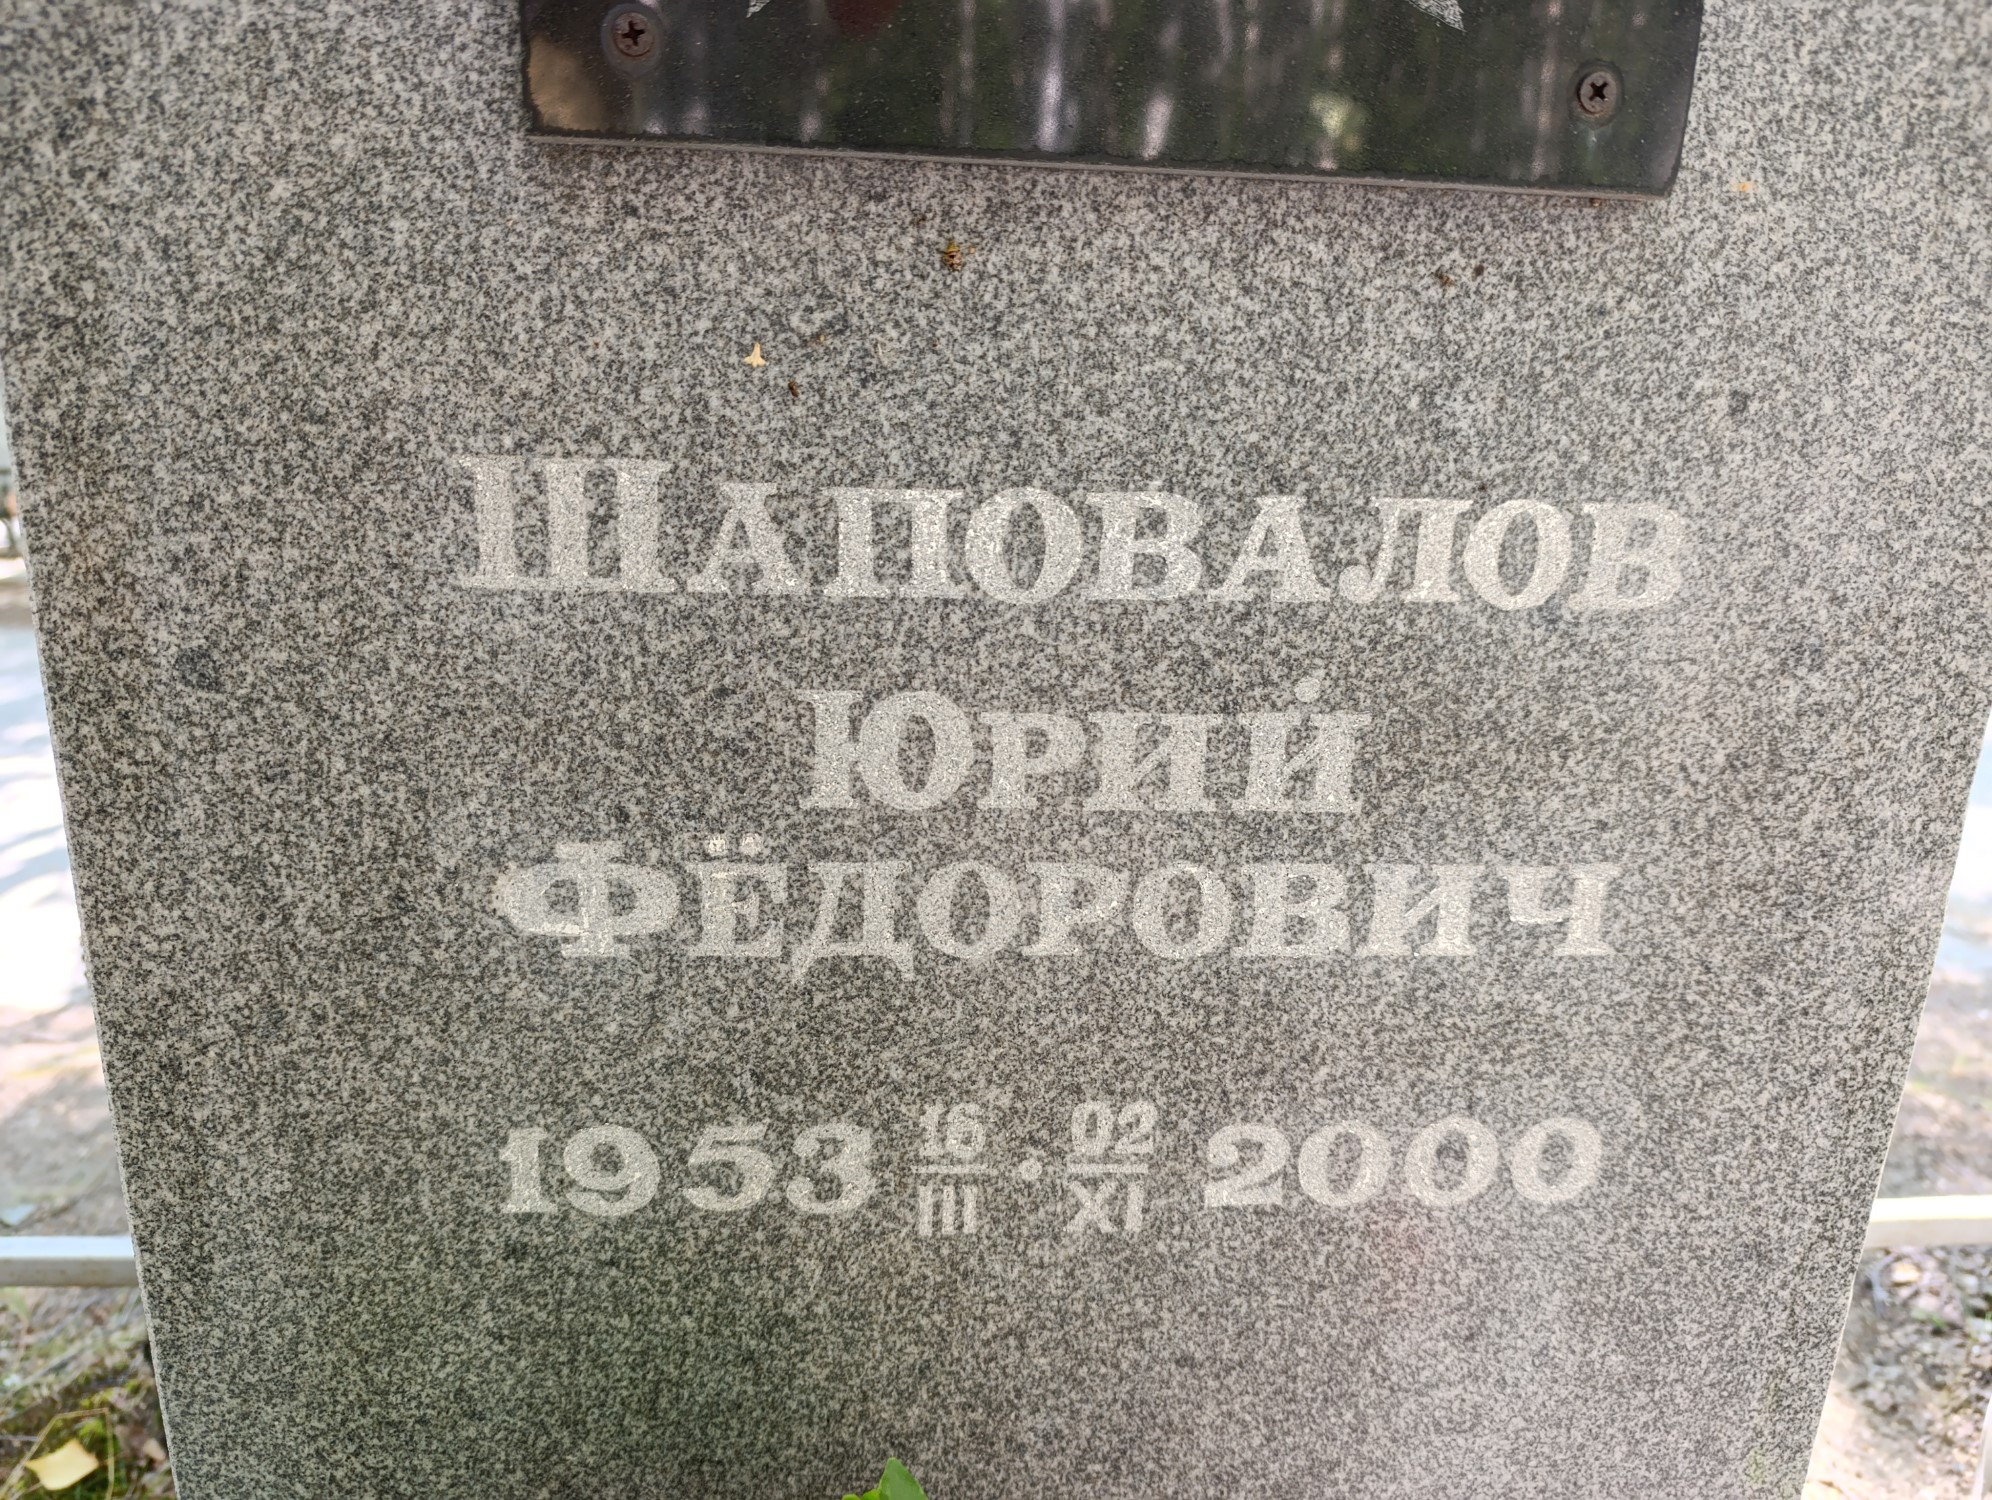 ШАПОВАЛОВ
ЮРИЙ
ФЁДОРОВИЧ
1953 16/III · 02/XI 2000